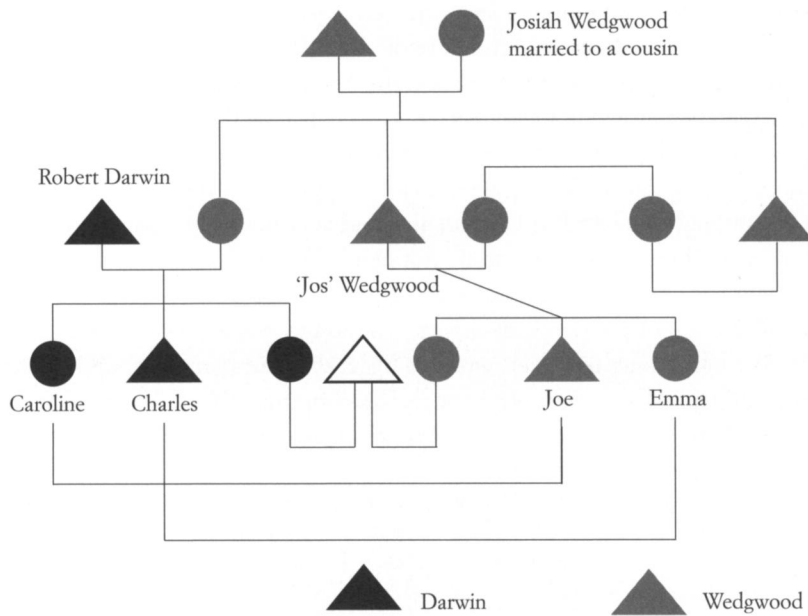 Josiah Wedgwood
married to a cousin
Robert Darwin
'Jos' Wedgwood
Caroline
Charles
Joe
Emma
Darwin
Wedgwood